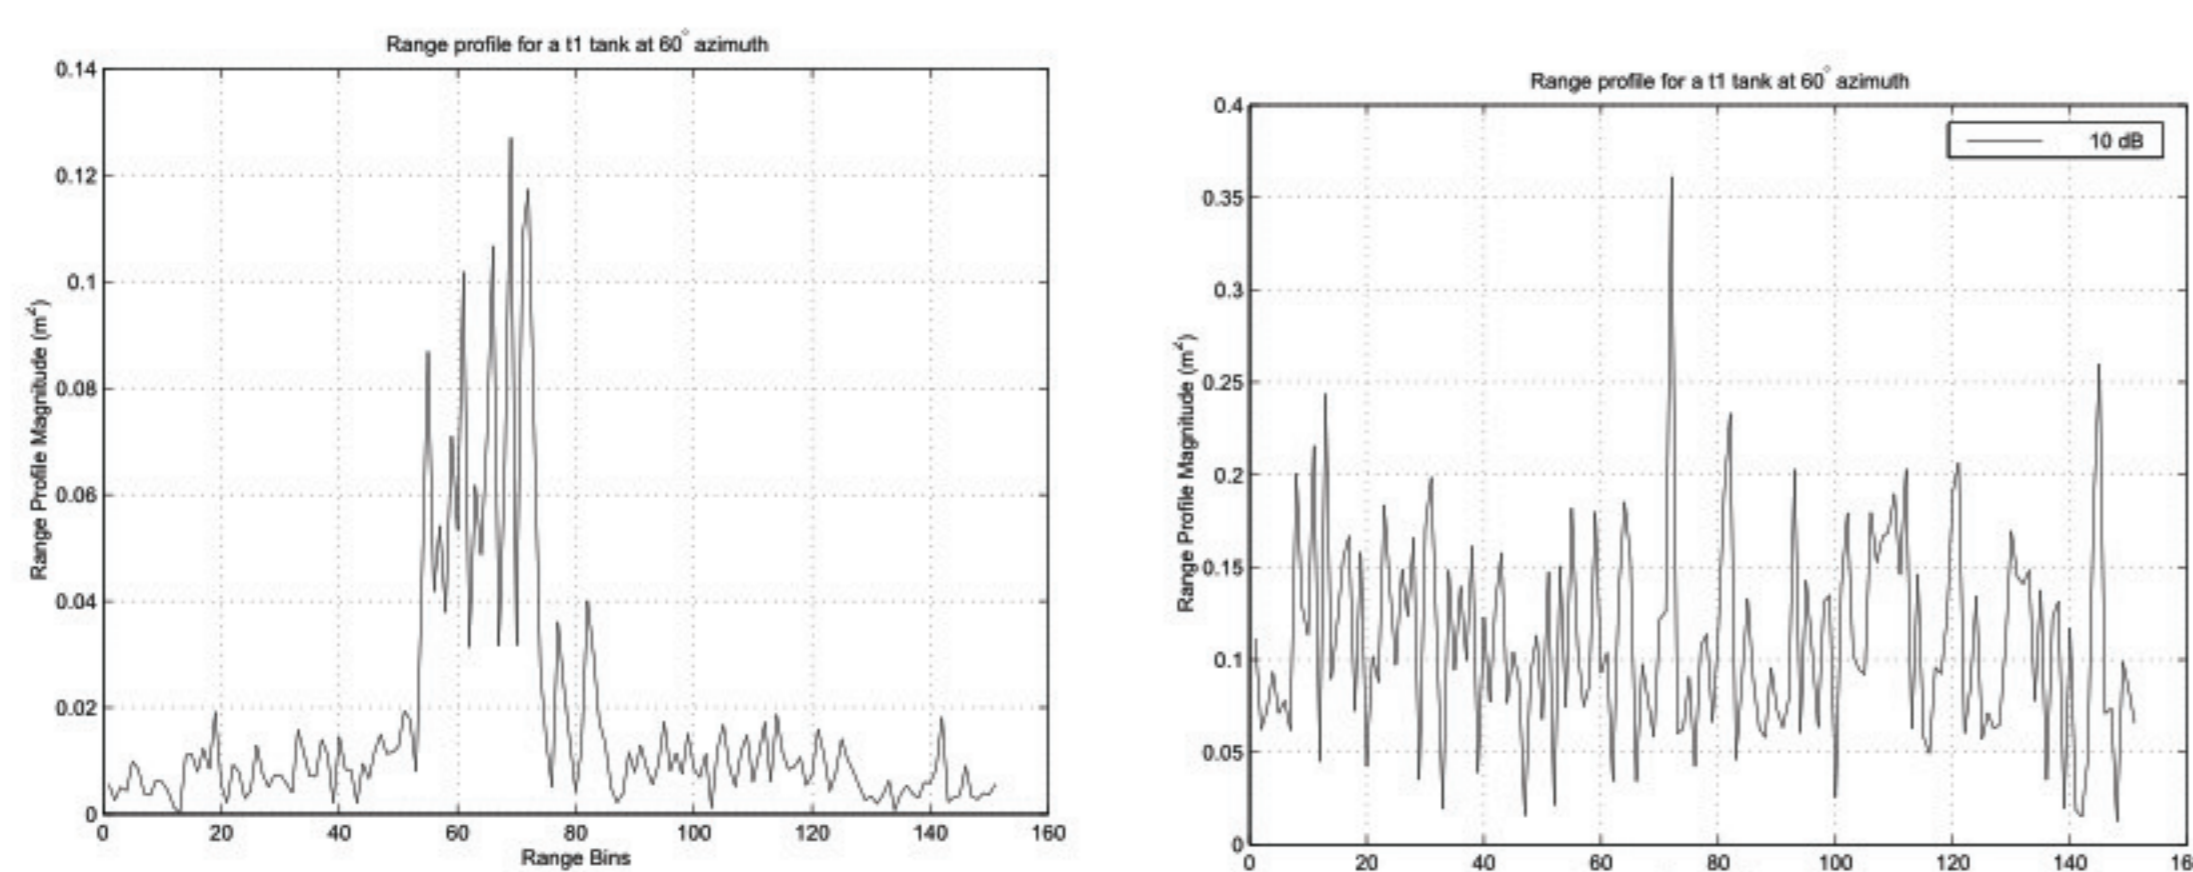 Range profile for a t1 tank at 60° azimuth
Range Profile Magnitude (m²)
0.14
0.12
0.1
0.08
0.06
0.04
0.02
0
0 20 40 60 80 100 120 140 160
Range Bins
Range profile for a t1 tank at 60° azimuth
10 dB
Range Profile Magnitude (m²)
0.4
0.35
0.3
0.25
0.2
0.15
0.1
0.05
0
0 20 40 60 80 100 120 140 16